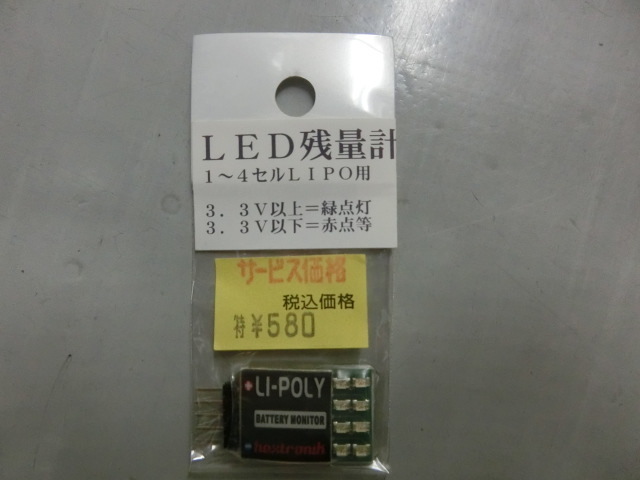 LED残量計
1～4セルLIPO用
3．3V以上＝緑点灯
3．3V以下＝赤点等
サービス価格
税込価格
特 ¥580
LI-POLY
BATTERY MONITOR
hextronik